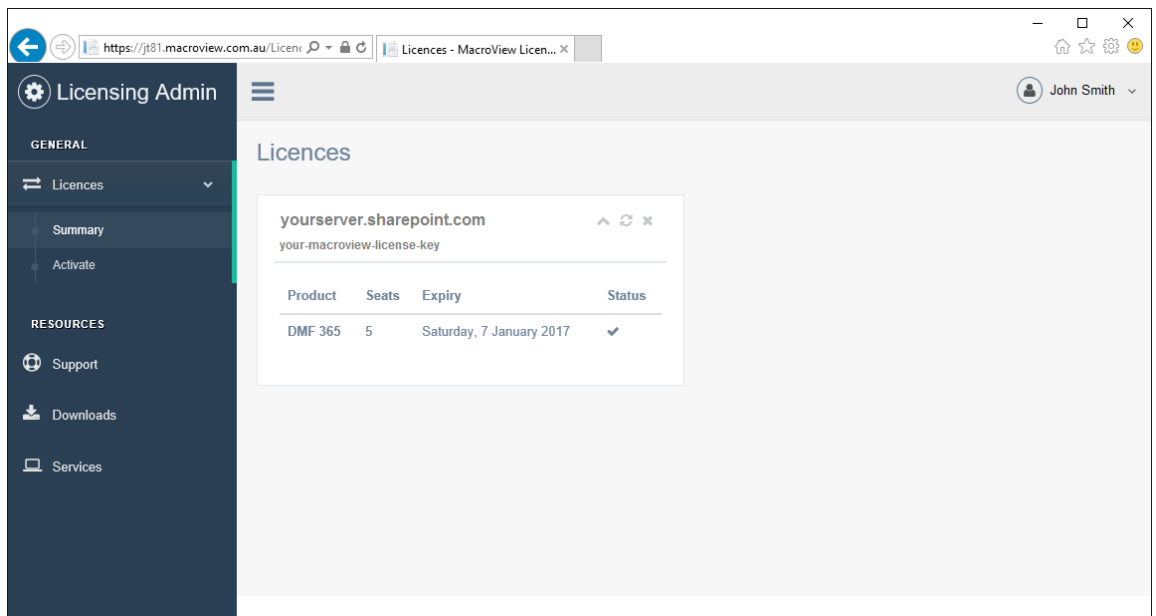 https://jt81.macroview.com.au/Licenc
Licences - MacroView Licen...
Licensing Admin
John Smith
GENERAL
Licences
Summary
Activate
RESOURCES
Support
Downloads
Services
Licences
yourserver.sharepoint.com
your-macroview-license-key
Product Seats Expiry Status
DMF 365 5 Saturday, 7 January 2017